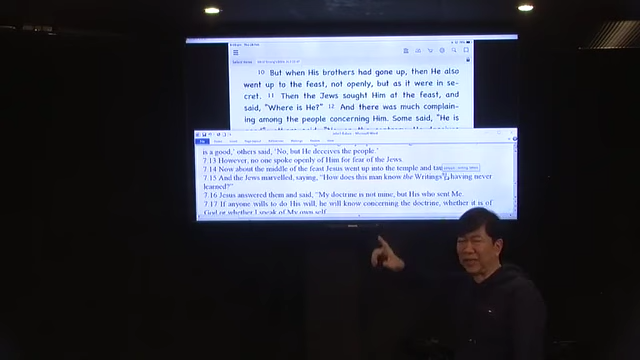 10 But when His brothers had gone up, then He also
went up to the feast, not openly, but as it were in se-
cret. 11 Then the Jews sought Him at the feast, and
said, "Where is He?" 12 And there was much complain-
ing among the people concerning Him. Some said, "He is
is a good,' others said, 'No, but He deceives the people.'
7:13 However, no one spoke openly of Him for fear of the Jews
7:14 Now about the middle of the feast Jesus went up into the temple and
7:15 And the Jews marvelled, saying, "How does this man know the Writings having never
learned?"
7:16 Jesus answered them and said, "My doctrine is not mine, but His who sent Me.
7:17 If anyone wills to do His will, he will know concerning the doctrine, whether it is of
God or whether I speak of My own self.